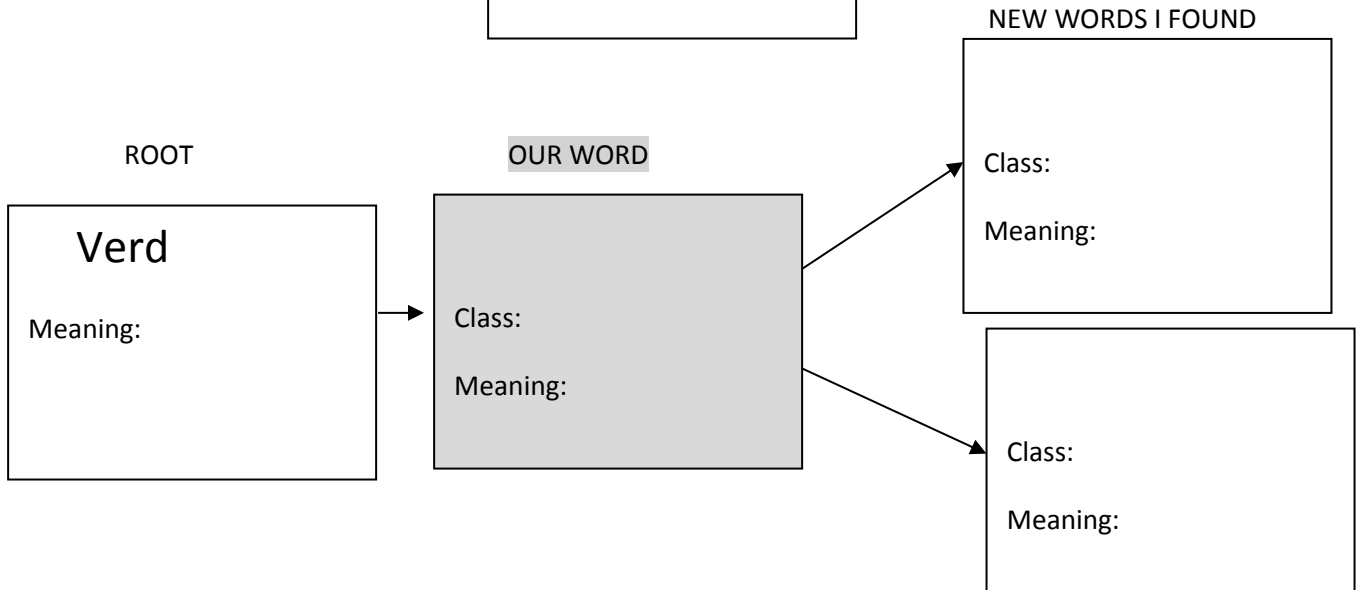 NEW WORDS I FOUND
ROOT
OUR WORD
Verd
Meaning:
Class:
Meaning:
Class:
Meaning:
Class:
Meaning: